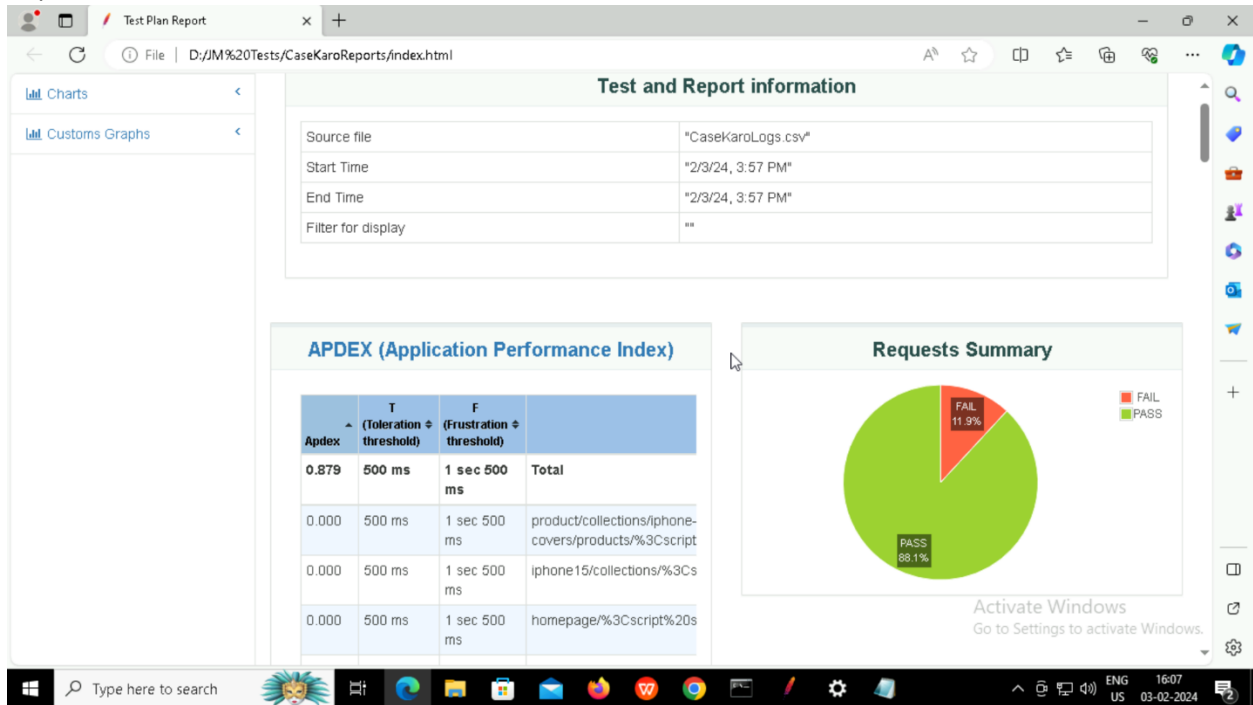 Test Plan Report
File | D:/JM%20Tests/CaseKaroReports/index.html
Charts
Customs Graphs
Test and Report information
Source file "CaseKaroLogs.csv"
Start Time "2/3/24, 3:57 PM"
End Time "2/3/24, 3:57 PM"
Filter for display ""
APDEX (Application Performance Index)
Apdex T (Toleration threshold) F (Frustration threshold)
0.879 500 ms 1 sec 500 ms Total
0.000 500 ms 1 sec 500 ms product/collections/iphone-covers/products/%3Cscript
0.000 500 ms 1 sec 500 ms iphone15/collections/%3Cs
0.000 500 ms 1 sec 500 ms homepage/%3Cscript%20s
Requests Summary
FAIL
11.9%
PASS
88.1%
FAIL
PASS
Activate Windows
Go to Settings to activate Windows.
Type here to search
ENG
US
16:07
03-02-2024
2